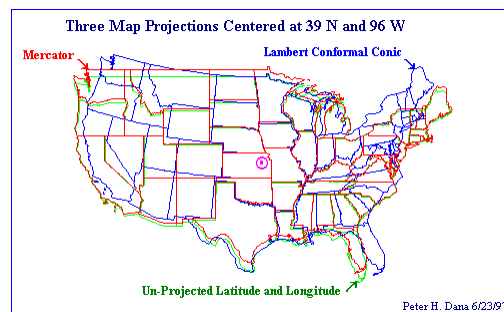 Three Map Projections Centered at 39 N and 96 W
Mercator
Lambert Conformal Conic
Un-Projected Latitude and Longitude
Peter H. Dana 6/23/9